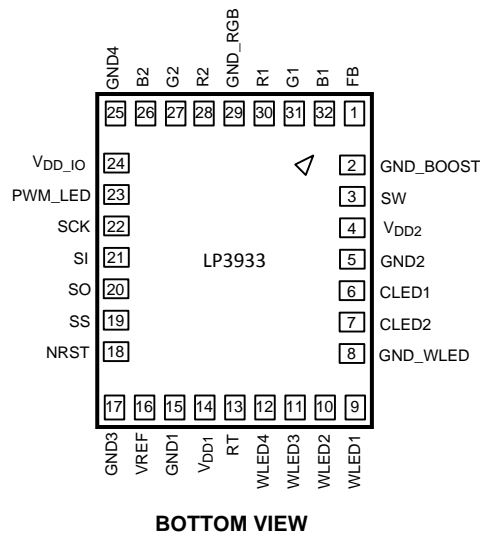 GND4 B2 G2 R2 GND_RGB R1 G1 B1 FB
25 26 27 28 29 30 31 32 1
VDD_IO 24 2 GND_BOOST
PWM_LED 23 3 SW
SCK 22 4 VDD2
SI 21 LP3933 5 GND2
SO 20 6 CLED1
SS 19 7 CLED2
NRST 18 8 GND_WLED
17 16 15 14 13 12 11 10 9
GND3 VREF GND1 VDD1 RT WLED4 WLED3 WLED2 WLED1
BOTTOM VIEW